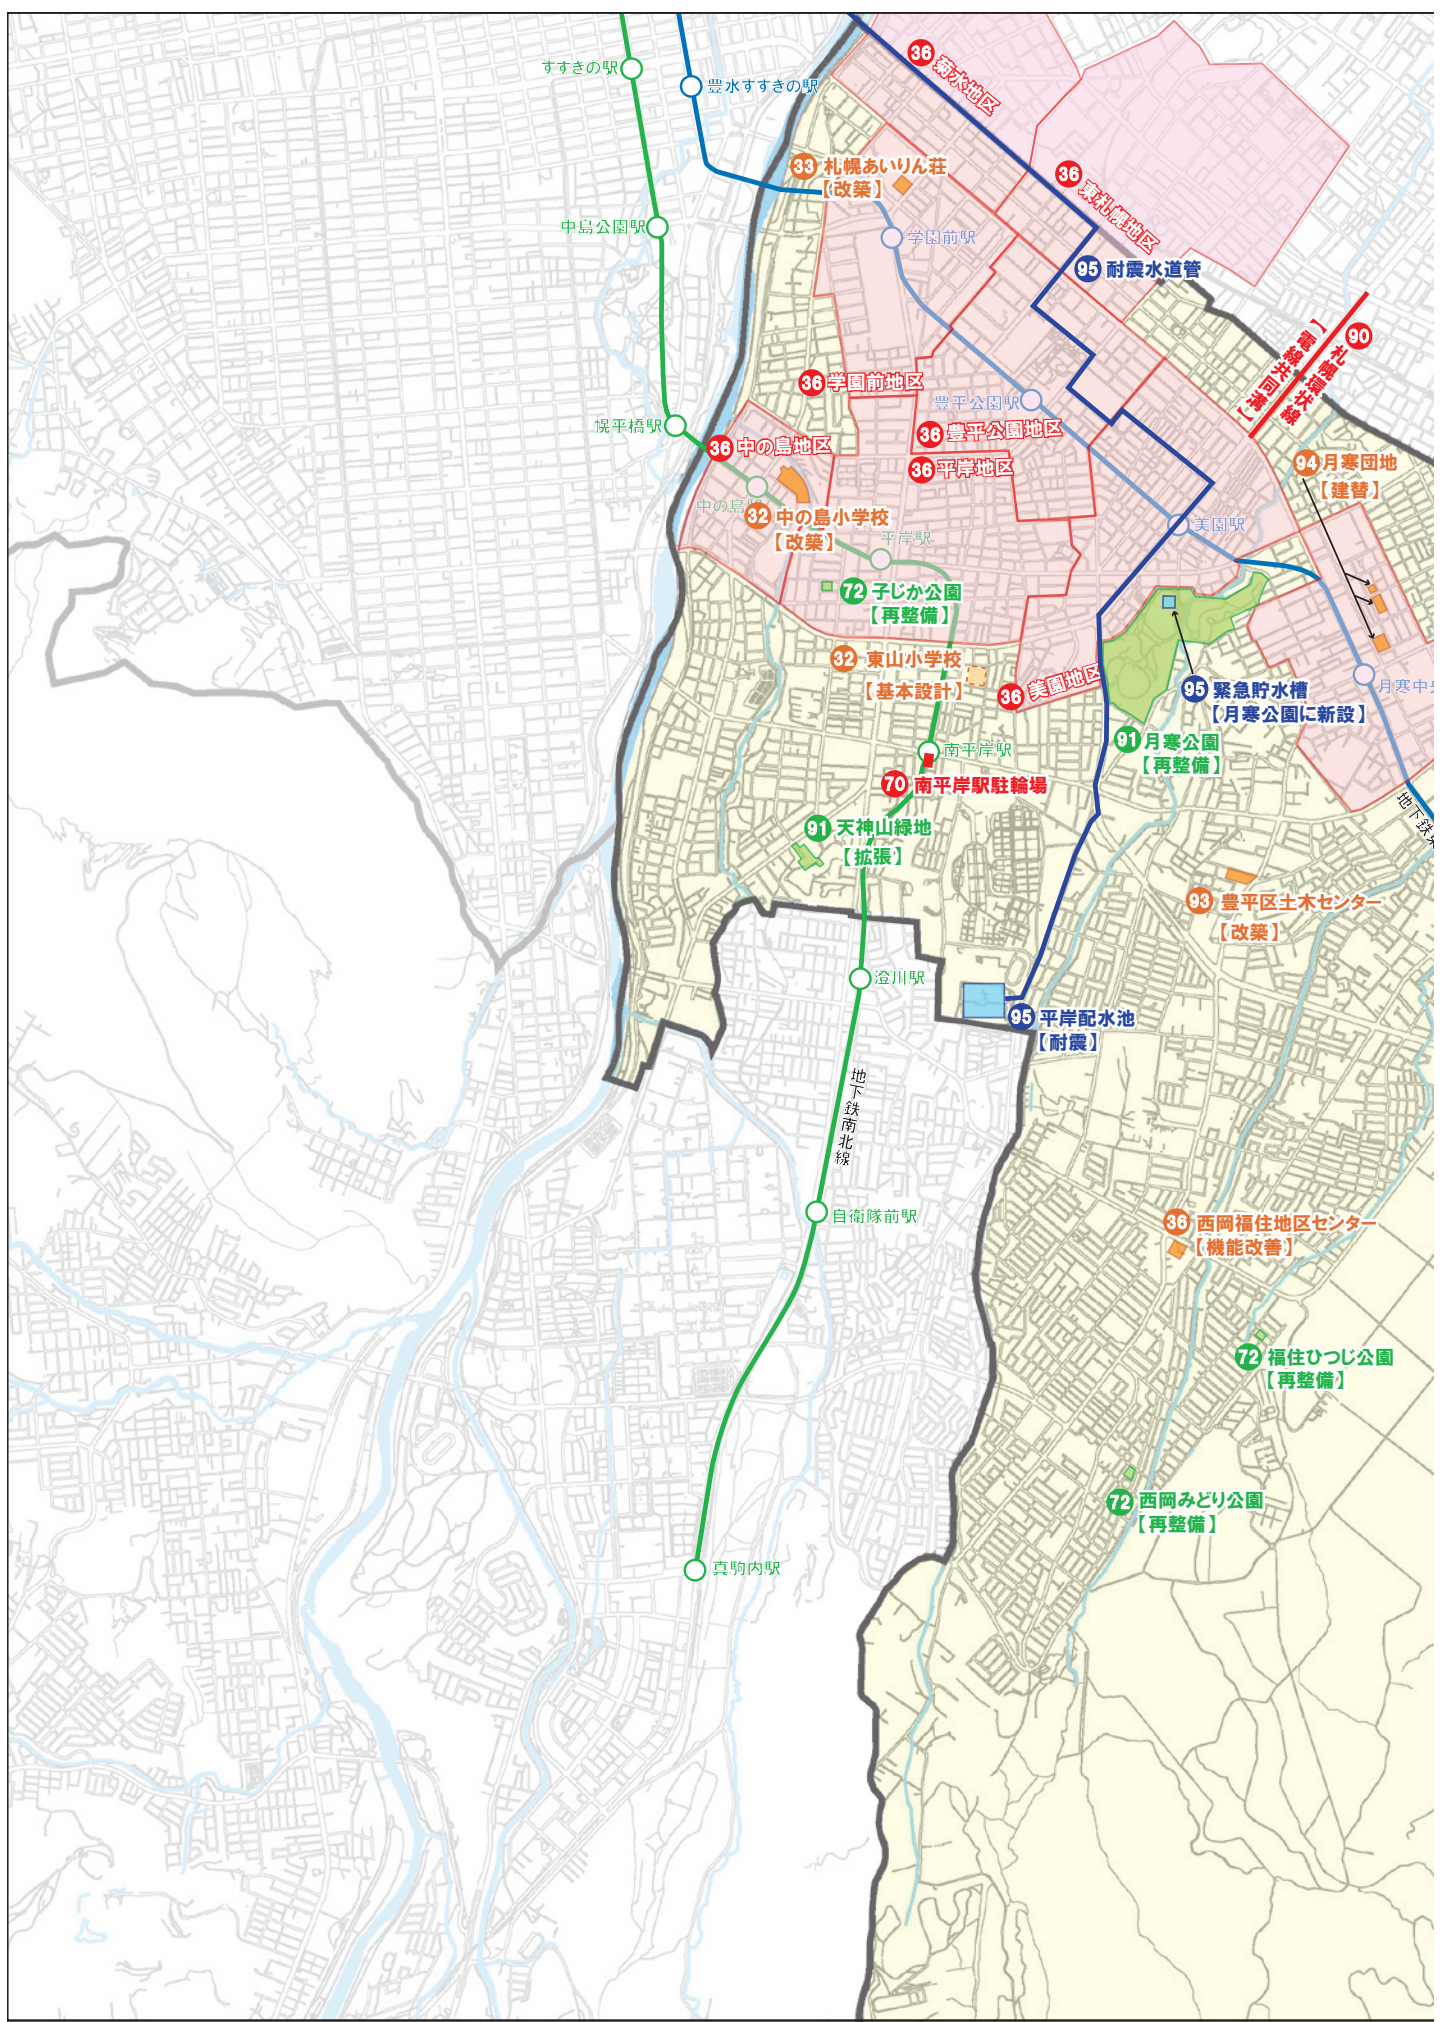 すすきの駅
豊水すすきの駅
36 菊水地区
33 札幌あいりん荘
【改築】
36 東札幌地区
中島公園駅
学園前駅
95 耐震水道管
90 札幌環状線
【電線共同溝】
36 学園前地区
豊平公園駅
幌平橋駅
36 中の島地区
36 豊平公園地区
36 平岸地区
94 月寒団地
【建替】
中の島駅
32 中の島小学校
【改築】
平岸駅
美園駅
72 子じか公園
【再整備】
32 東山小学校
【基本設計】
36 美園地区
95 緊急貯水槽
【月寒公園に新設】
月寒中央
91 月寒公園
【再整備】
南平岸駅
70 南平岸駅駐輪場
地下鉄東
91 天神山緑地
【拡張】
93 豊平区土木センター
【改築】
澄川駅
95 平岸配水池
【耐震】
地下鉄南北線
自衛隊前駅
36 西岡福住地区センター
【機能改善】
72 福住ひつじ公園
【再整備】
72 西岡みどり公園
【再整備】
真駒内駅